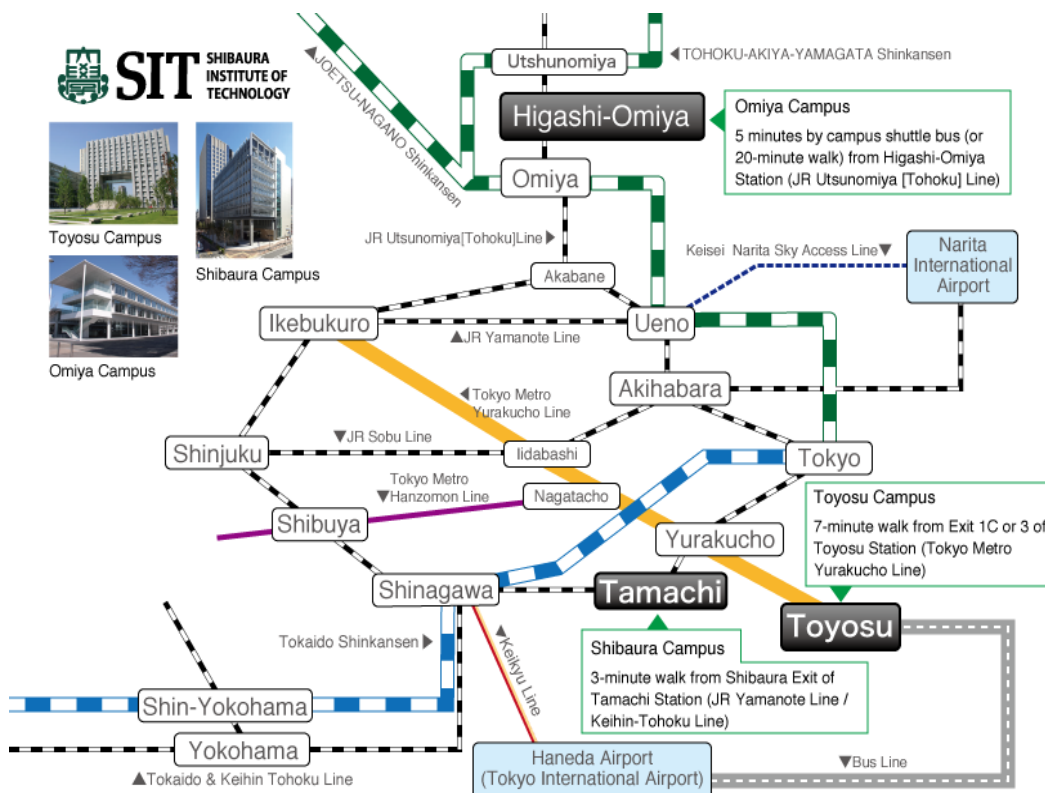 SIT
SHIBAURA
INSTITUTE OF
TECHNOLOGY
Toyosu Campus
Shibaura Campus
Omiya Campus
▲JOETSU-NAGANO Shinkansen
Utshunomiya
◀TOHOKU-AKIYA-YAMAGATA Shinkansen
Higashi-Omiya
Omiya Campus
5 minutes by campus shuttle bus (or
20-minute walk) from Higashi-Omiya
Station (JR Utsunomiya [Tohoku] Line)
Omiya
JR Utsunomiya[Tohoku]Line▶
Keisei Narita Sky Access Line▼
Narita
International
Airport
Akabane
Ikebukuro
▲JR Yamanote Line
Ueno
◀Tokyo Metro
Yurakucho Line
Akihabara
Shinjuku
▼JR Sobu Line
Iidabashi
Tokyo
Tokyo Metro
▼Hanzomon Line
Nagatacho
Shibuya
Yurakucho
Toyosu Campus
7-minute walk from Exit 1C or 3 of
Toyosu Station (Tokyo Metro
Yurakucho Line)
Shinagawa
Tamachi
Toyosu
Tokaido Shinkansen▶
▼Keikyu Line
Shibaura Campus
3-minute walk from Shibaura Exit of
Tamachi Station (JR Yamanote Line /
Keihin-Tohoku Line)
Shin-Yokohama
Yokohama
▲Tokaido & Keihin Tohoku Line
Haneda Airport
(Tokyo International Airport)
▼Bus Line